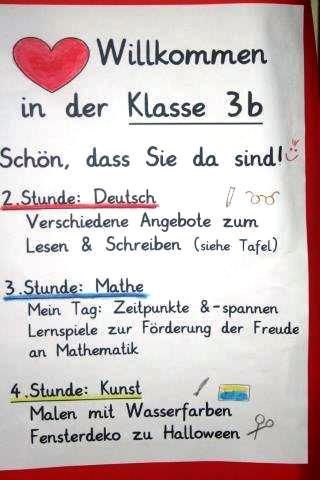 Willkommen
in der Klasse 3b
Schön, dass Sie da sind!
2.Stunde: Deutsch
Verschiedene Angebote zum
Lesen & Schreiben (siehe Tafel)
3.Stunde: Mathe
Mein Tag: Zeitpunkte &-spannen
Lernspiele zur Förderung der Freude
an Mathematik
4.Stunde: Kunst
Malen mit Wasserfarben
Fensterdeko zu Halloween